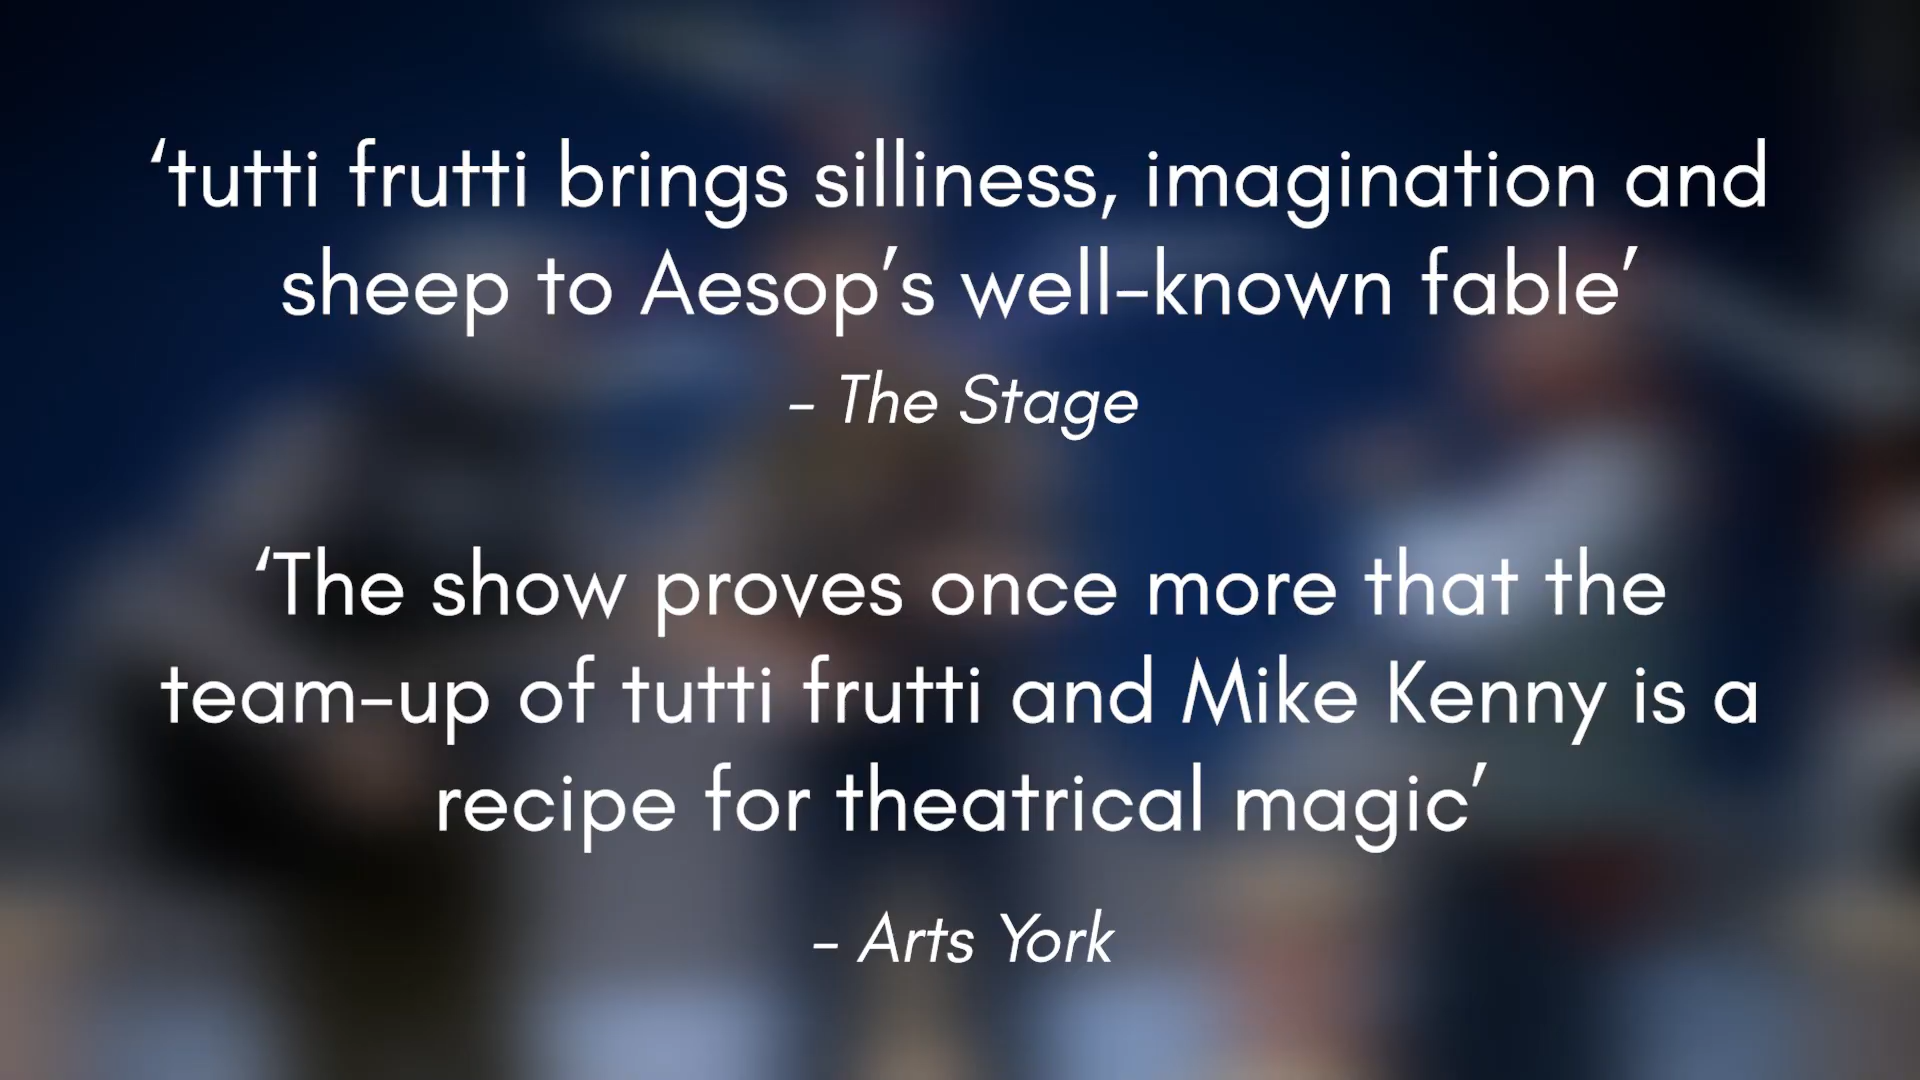 ‘tutti frutti brings silliness, imagination and
sheep to Aesop’s well-known fable’
- The Stage
‘The show proves once more that the
team-up of tutti frutti and Mike Kenny is a
recipe for theatrical magic’
- Arts York